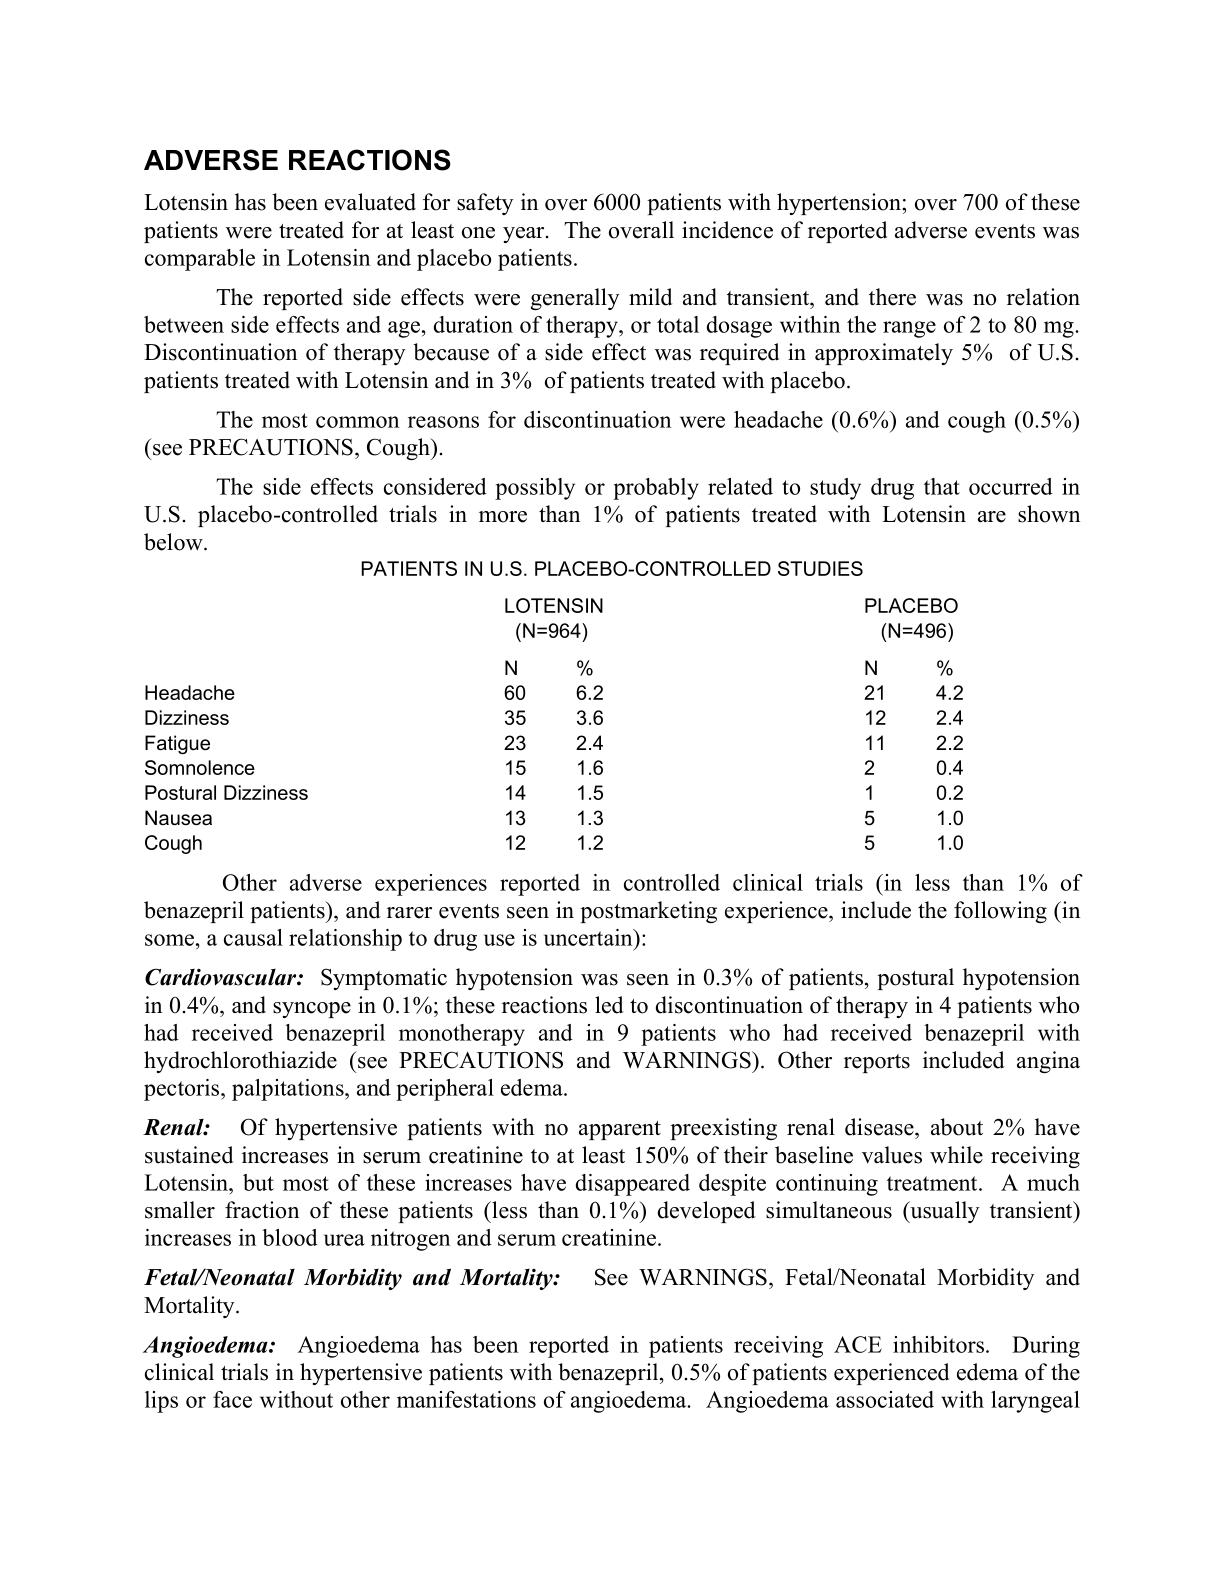 ADVERSE REACTIONS
Lotensin has been evaluated for safety in over 6000 patients with hypertension; over 700 of these
patients were treated for at least one year.  The overall incidence of reported adverse events was
comparable in Lotensin and placebo patients.
The reported side effects were generally mild and transient, and there was no relation
between side effects and age, duration of therapy, or total dosage within the range of 2 to 80 mg.
Discontinuation of therapy because of a side effect was required in approximately 5%  of U.S.
patients treated with Lotensin and in 3%  of patients treated with placebo.
The most common reasons for discontinuation were headache (0.6%) and cough (0.5%)
(see PRECAUTIONS, Cough).
The side effects considered possibly or probably related to study drug that occurred in
U.S. placebo-controlled trials in more than 1% of patients treated with Lotensin are shown
below.
PATIENTS IN U.S. PLACEBO-CONTROLLED STUDIES
LOTENSIN PLACEBO
(N=964) (N=496)
N % N %
Headache 60 6.2 21 4.2
Dizziness 35 3.6 12 2.4
Fatigue 23 2.4 11 2.2
Somnolence 15 1.6 2 0.4
Postural Dizziness 14 1.5 1 0.2
Nausea 13 1.3 5 1.0
Cough 12 1.2 5 1.0
Other adverse experiences reported in controlled clinical trials (in less than 1% of
benazepril patients), and rarer events seen in postmarketing experience, include the following (in
some, a causal relationship to drug use is uncertain):
Cardiovascular:  Symptomatic hypotension was seen in 0.3% of patients, postural hypotension
in 0.4%, and syncope in 0.1%; these reactions led to discontinuation of therapy in 4 patients who
had received benazepril monotherapy and in 9 patients who had received benazepril with
hydrochlorothiazide (see PRECAUTIONS and WARNINGS). Other reports included angina
pectoris, palpitations, and peripheral edema.
Renal:  Of hypertensive patients with no apparent preexisting renal disease, about 2% have
sustained increases in serum creatinine to at least 150% of their baseline values while receiving
Lotensin, but most of these increases have disappeared despite continuing treatment.  A much
smaller fraction of these patients (less than 0.1%) developed simultaneous (usually transient)
increases in blood urea nitrogen and serum creatinine.
Fetal/Neonatal Morbidity and Mortality:  See WARNINGS, Fetal/Neonatal Morbidity and
Mortality.
Angioedema:  Angioedema has been reported in patients receiving ACE inhibitors.  During
clinical trials in hypertensive patients with benazepril, 0.5% of patients experienced edema of the
lips or face without other manifestations of angioedema.  Angioedema associated with laryngeal